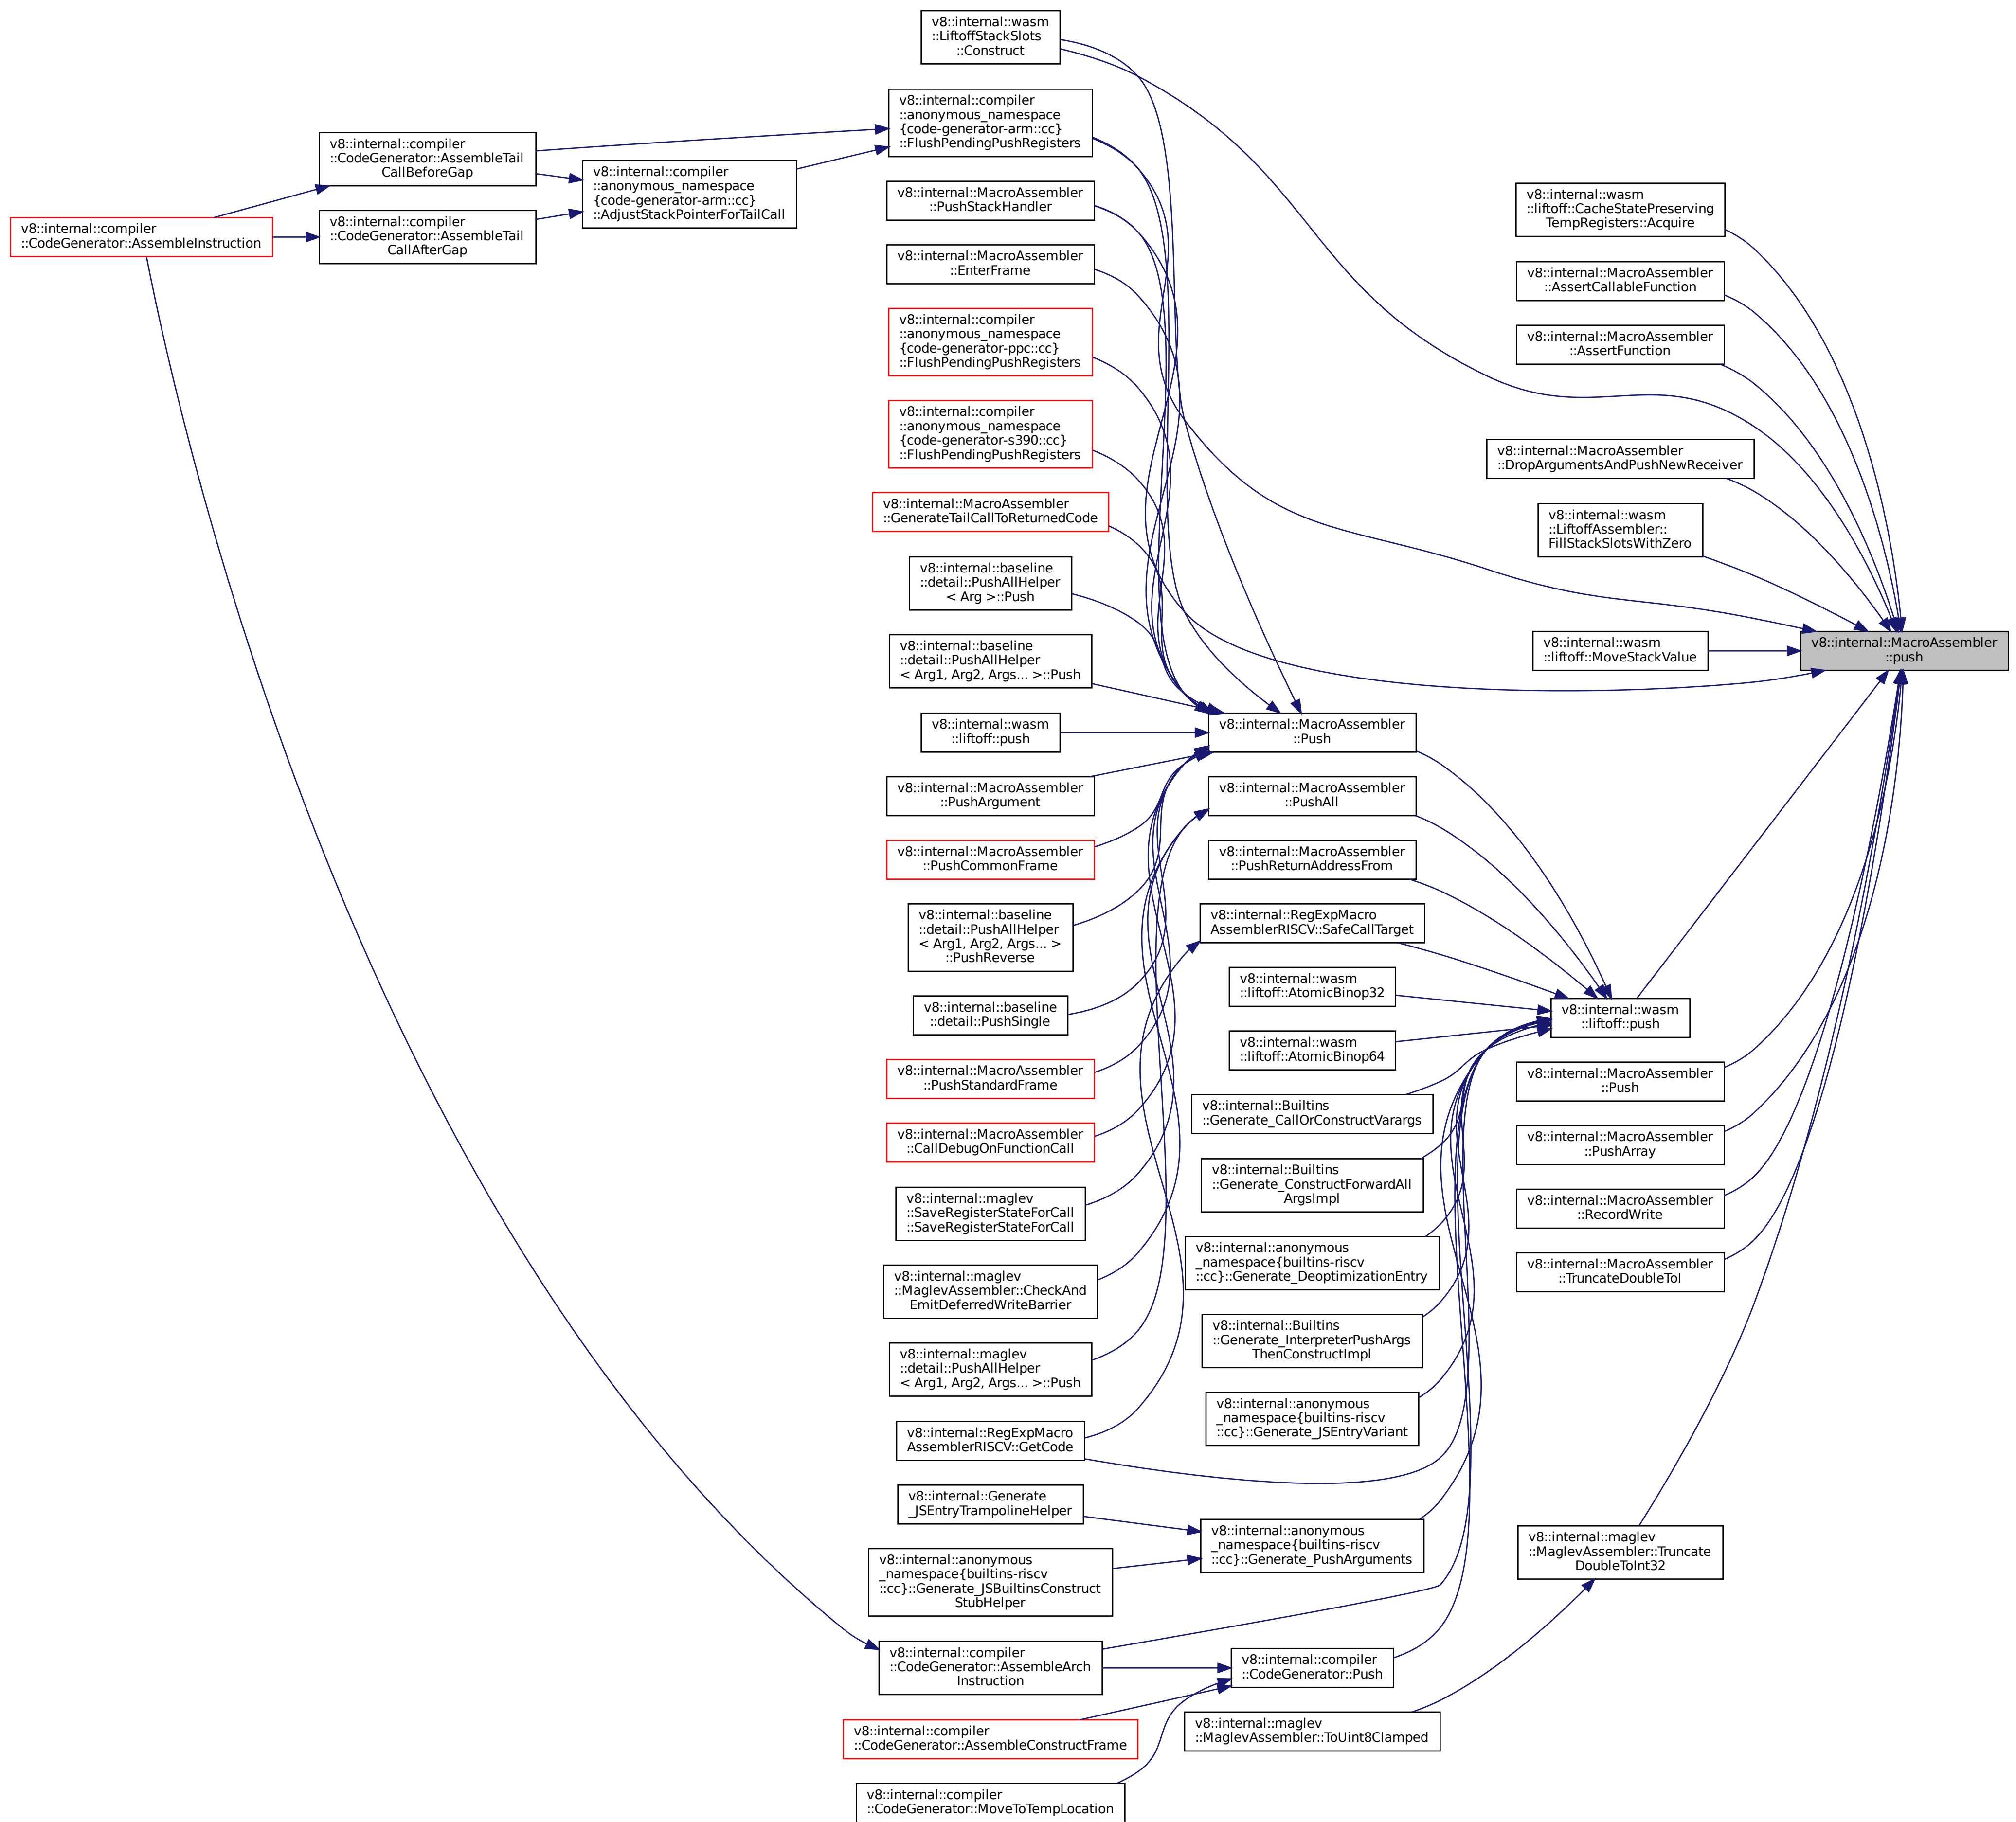 v8::internal::wasm
::LiftoffStackSlots
::Construct
v8::internal::compiler
::anonymous_namespace
{code-generator-arm::cc}
::FlushPendingPushRegisters
v8::internal::compiler
::CodeGenerator::AssembleTail
CallBeforeGap
v8::internal::compiler
::anonymous_namespace
{code-generator-arm::cc}
::AdjustStackPointerForTailCall
v8::internal::compiler
::CodeGenerator::AssembleTail
CallAfterGap
v8::internal::compiler
::CodeGenerator::AssembleInstruction
v8::internal::MacroAssembler
::PushStackHandler
v8::internal::MacroAssembler
::EnterFrame
v8::internal::compiler
::anonymous_namespace
{code-generator-ppc::cc}
::FlushPendingPushRegisters
v8::internal::compiler
::anonymous_namespace
{code-generator-s390::cc}
::FlushPendingPushRegisters
v8::internal::MacroAssembler
::GenerateTailCallToReturnedCode
v8::internal::baseline
::detail::PushAllHelper
< Arg >::Push
v8::internal::baseline
::detail::PushAllHelper
< Arg1, Arg2, Args... >::Push
v8::internal::wasm
::liftoff::push
v8::internal::MacroAssembler
::PushArgument
v8::internal::MacroAssembler
::PushCommonFrame
v8::internal::baseline
::detail::PushAllHelper
< Arg1, Arg2, Args... >
::PushReverse
v8::internal::baseline
::detail::PushSingle
v8::internal::MacroAssembler
::PushStandardFrame
v8::internal::MacroAssembler
::CallDebugOnFunctionCall
v8::internal::maglev
::SaveRegisterStateForCall
::SaveRegisterStateForCall
v8::internal::maglev
::MaglevAssembler::CheckAnd
EmitDeferredWriteBarrier
v8::internal::maglev
::detail::PushAllHelper
< Arg1, Arg2, Args... >::Push
v8::internal::RegExpMacro
AssemblerRISCV::GetCode
v8::internal::Generate
_JSEntryTrampolineHelper
v8::internal::anonymous
_namespace{builtins-riscv
::cc}::Generate_JSBuiltinsConstruct
StubHelper
v8::internal::compiler
::CodeGenerator::AssembleArch
Instruction
v8::internal::compiler
::CodeGenerator::AssembleConstructFrame
v8::internal::compiler
::CodeGenerator::MoveToTempLocation
v8::internal::MacroAssembler
::Push
v8::internal::MacroAssembler
::PushAll
v8::internal::MacroAssembler
::PushReturnAddressFrom
v8::internal::RegExpMacro
AssemblerRISCV::SafeCallTarget
v8::internal::wasm
::liftoff::AtomicBinop32
v8::internal::wasm
::liftoff::AtomicBinop64
v8::internal::Builtins
::Generate_CallOrConstructVarargs
v8::internal::Builtins
::Generate_ConstructForwardAll
ArgsImpl
v8::internal::anonymous
_namespace{builtins-riscv
::cc}::Generate_DeoptimizationEntry
v8::internal::Builtins
::Generate_InterpreterPushArgs
ThenConstructImpl
v8::internal::anonymous
_namespace{builtins-riscv
::cc}::Generate_JSEntryVariant
v8::internal::anonymous
_namespace{builtins-riscv
::cc}::Generate_PushArguments
v8::internal::compiler
::CodeGenerator::Push
v8::internal::maglev
::MaglevAssembler::ToUint8Clamped
v8::internal::wasm
::liftoff::CacheStatePreserving
TempRegisters::Acquire
v8::internal::MacroAssembler
::AssertCallableFunction
v8::internal::MacroAssembler
::AssertFunction
v8::internal::MacroAssembler
::DropArgumentsAndPushNewReceiver
v8::internal::wasm
::LiftoffAssembler::
FillStackSlotsWithZero
v8::internal::wasm
::liftoff::MoveStackValue
v8::internal::wasm
::liftoff::push
v8::internal::MacroAssembler
::Push
v8::internal::MacroAssembler
::PushArray
v8::internal::MacroAssembler
::RecordWrite
v8::internal::MacroAssembler
::TruncateDoubleToI
v8::internal::maglev
::MaglevAssembler::Truncate
DoubleToInt32
v8::internal::MacroAssembler
::push